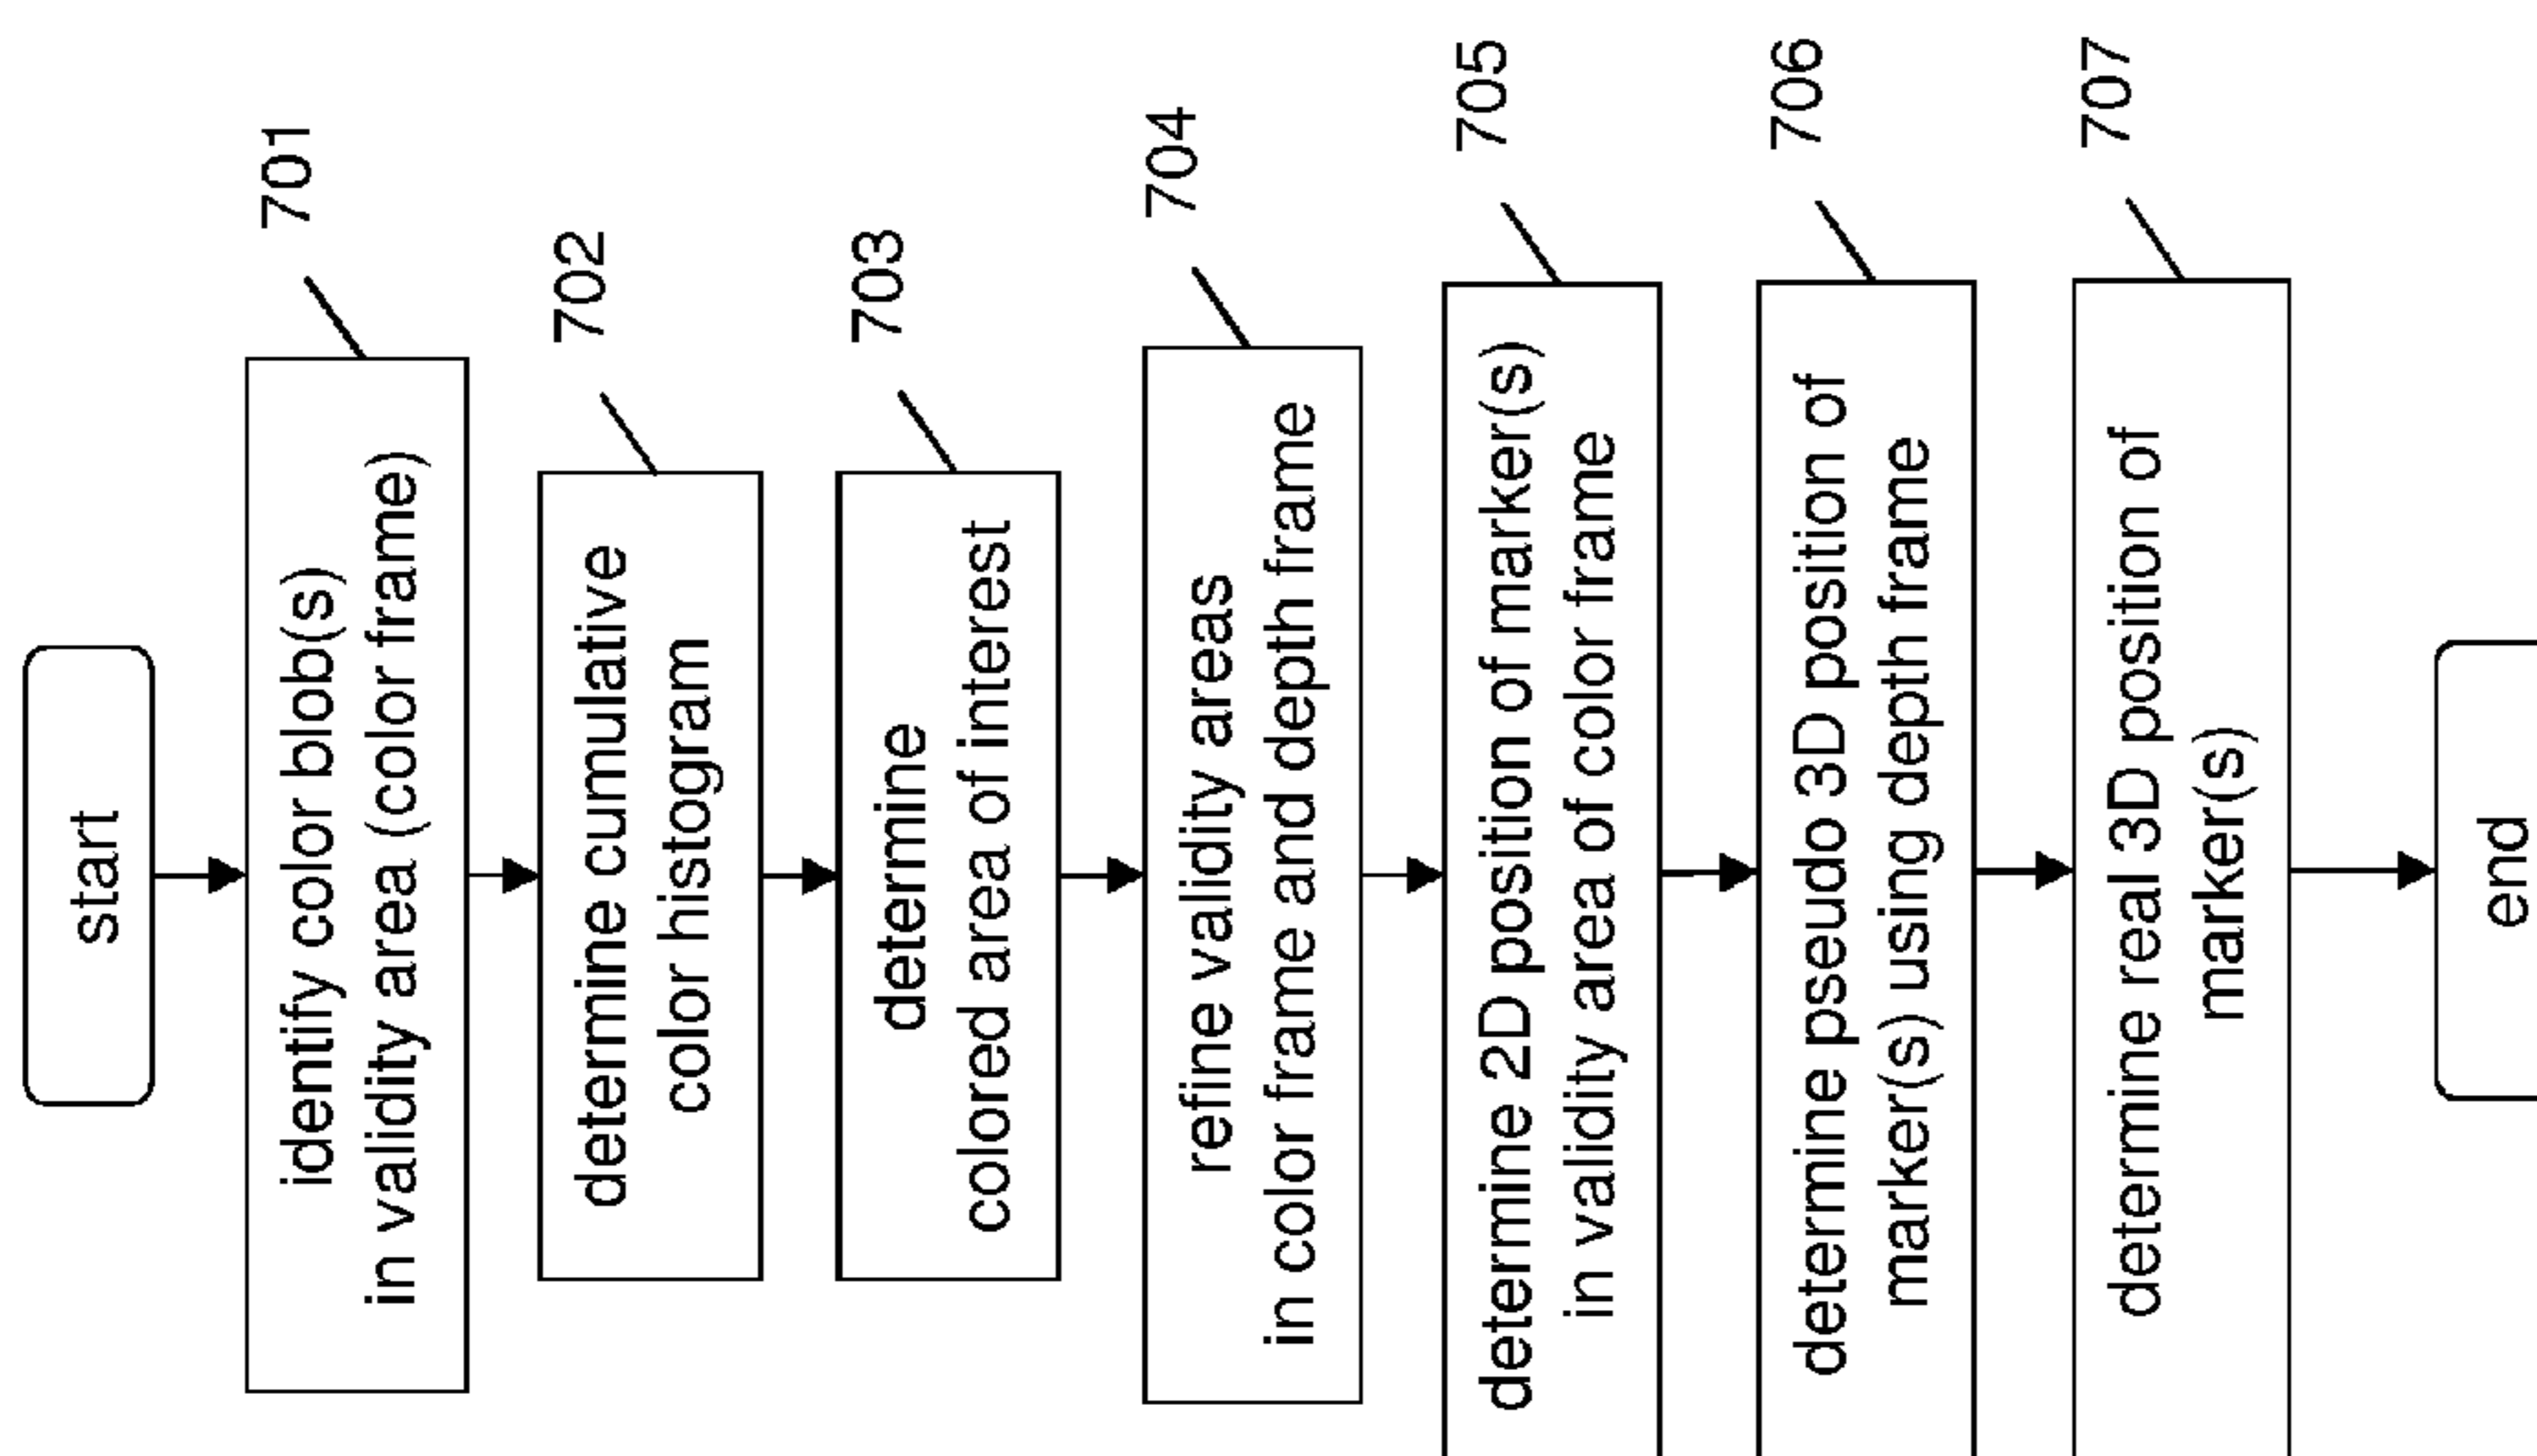 start
701
identify color blob(s)
in validity area (color frame)
702
determine cumulative
color histogram
703
determine
colored area of interest
704
refine validity areas
in color frame and depth frame
705
determine 2D position of marker(s)
in validity area of color frame
706
determine pseudo 3D position of
marker(s) using depth frame
707
determine real 3D position of
marker(s)
end